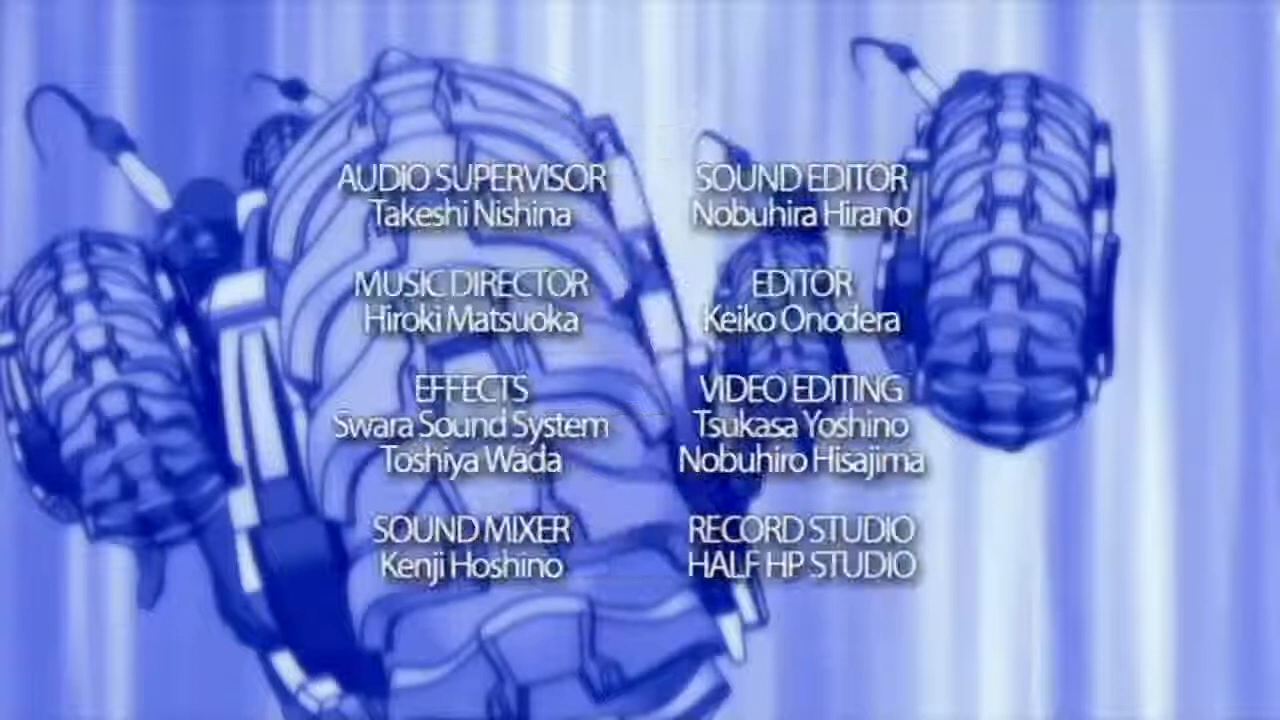 AUDIO SUPERVISOR
Takeshi Nishina
MUSIC DIRECTOR
Hiroki Matsuoka
EFFECTS
Swara Sound System
Toshiya Wada
SOUND MIXER
Kenji Hoshino
SOUND EDITOR
Nobuhira Hirano
EDITOR
Keiko Onodera
VIDEO EDITING
Tsukasa Yoshino
Nobuhiro Hisajima
RECORD STUDIO
HALF HP STUDIO